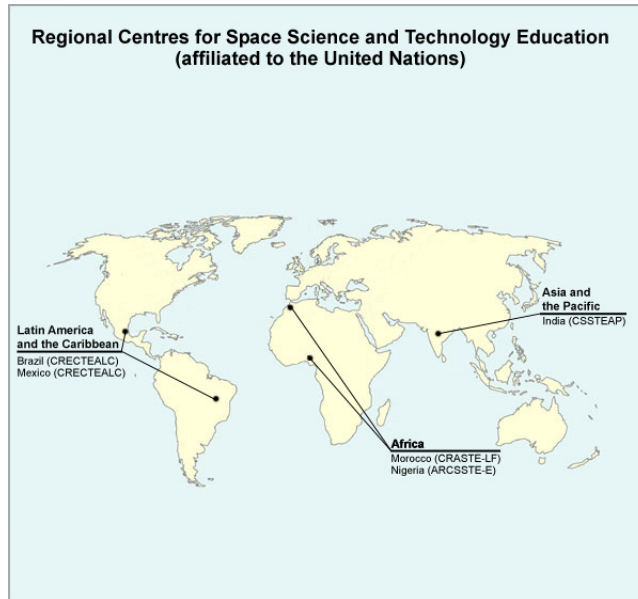 Regional Centres for Space Science and Technology Education
(affiliated to the United Nations)
Asia and
the Pacific
India (CSSTEAP)
Latin America
and the Caribbean
Brazil (CRECTEALC)
Mexico (CRECTEALC)
Africa
Morocco (CRASTE-LF)
Nigeria (ARCSSTE-E)